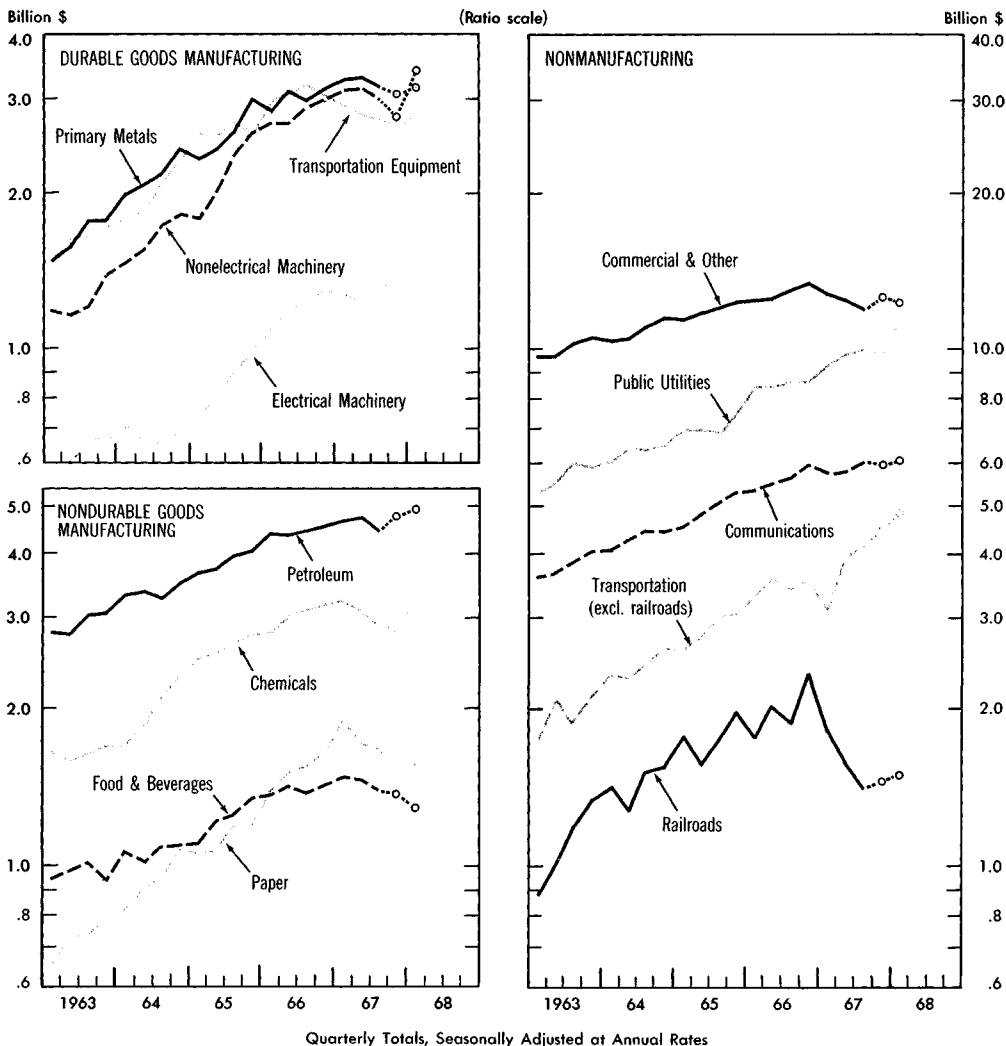 Billion $ (Ratio scale) Billion $
DURABLE GOODS MANUFACTURING
4.0
3.0
2.0
1.0
.8
.6
Primary Metals
Transportation Equipment
Nonelectrical Machinery
Electrical Machinery
NONDURABLE GOODS
MANUFACTURING
5.0
4.0
3.0
2.0
1.0
.8
.6
Petroleum
Chemicals
Food & Beverages
Paper
1963 64 65 66 67 68
NONMANUFACTURING
40.0
30.0
20.0
10.0
8.0
6.0
5.0
4.0
3.0
2.0
1.0
.8
.6
Commercial & Other
Public Utilities
Communications
Transportation
(excl. railroads)
Railroads
1963 64 65 66 67 68
Quarterly Totals, Seasonally Adjusted at Annual Rates